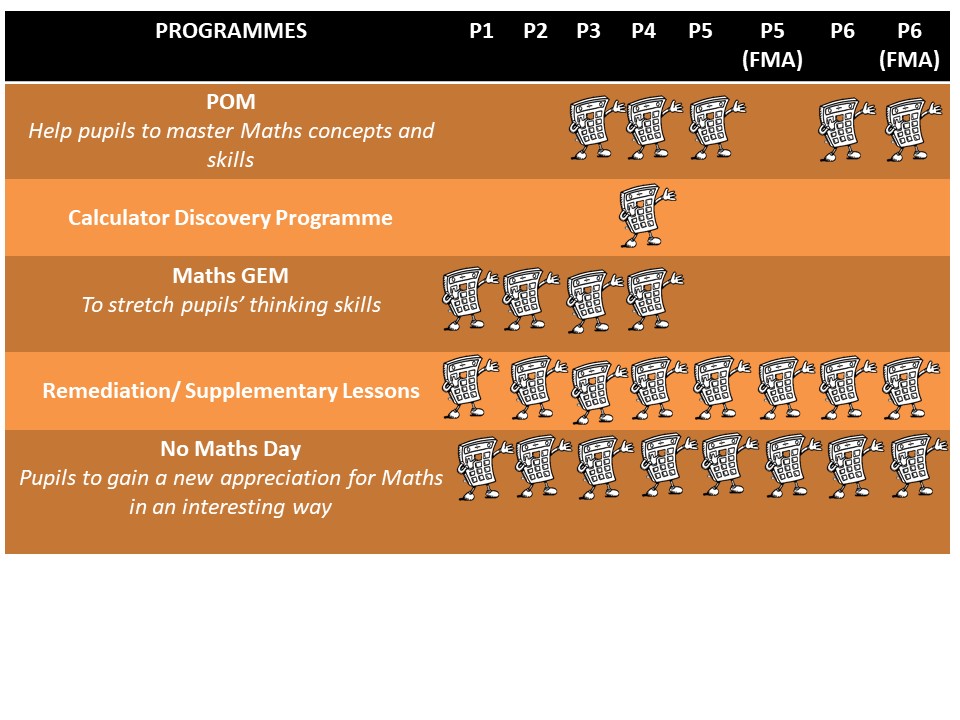 PROGRAMMES P1 P2 P3 P4 P5 P5 (FMA) P6 P6 (FMA)
POM
Help pupils to master Maths concepts and
skills
Calculator Discovery Programme
Maths GEM
To stretch pupils’ thinking skills
Remediation/ Supplementary Lessons
No Maths Day
Pupils to gain a new appreciation for Maths
in an interesting way